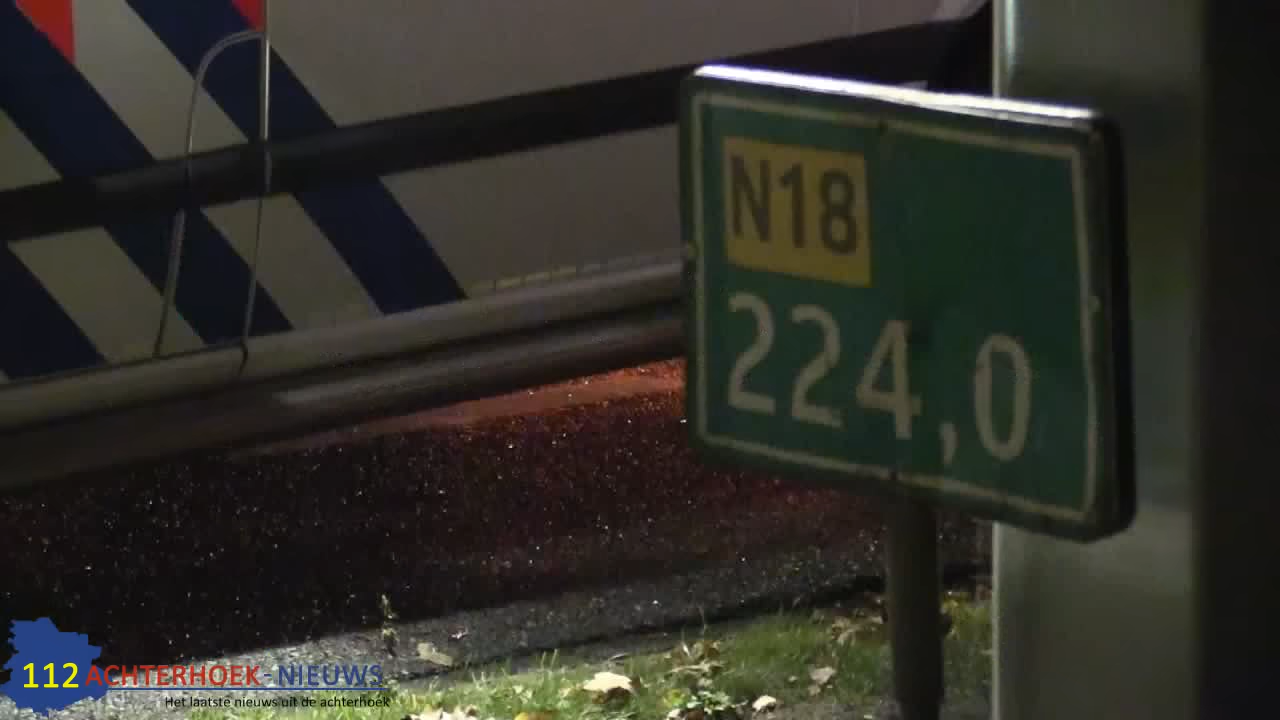 N18
224,0
112 ACHTERHOEK-NIEUWS
Het laatste nieuws uit de achterhoek